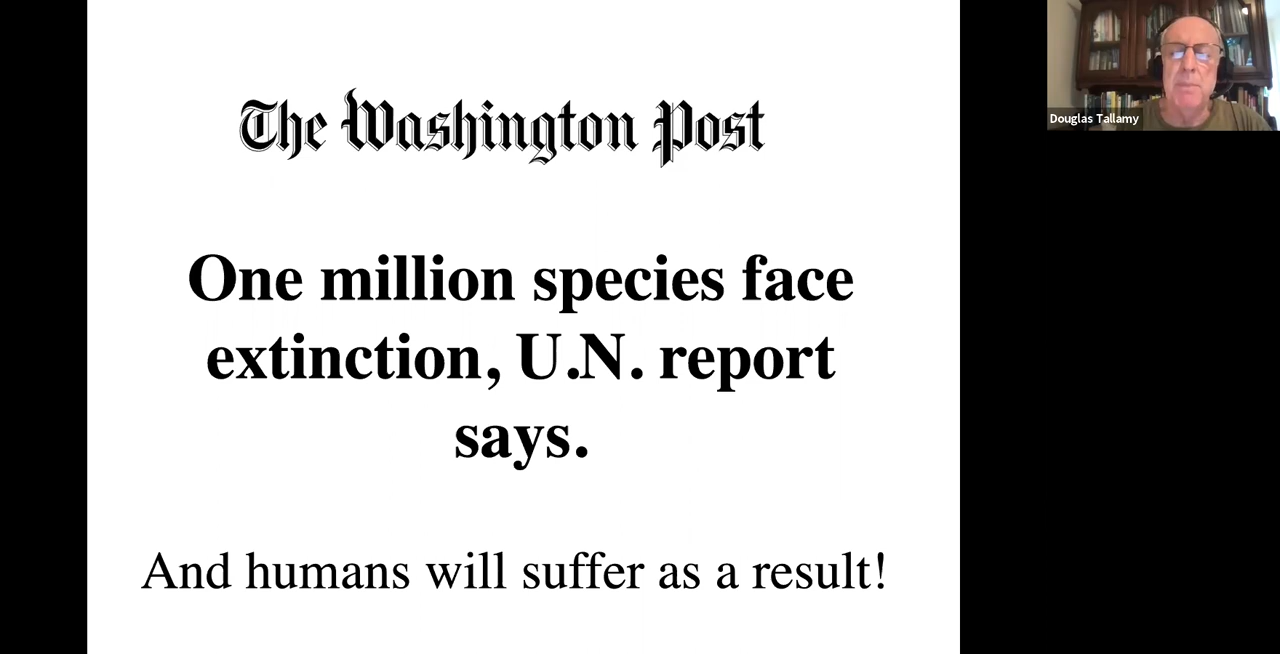 The Washington Post
One million species face
extinction, U.N. report
says.
And humans will suffer as a result!
Douglas Tallamy